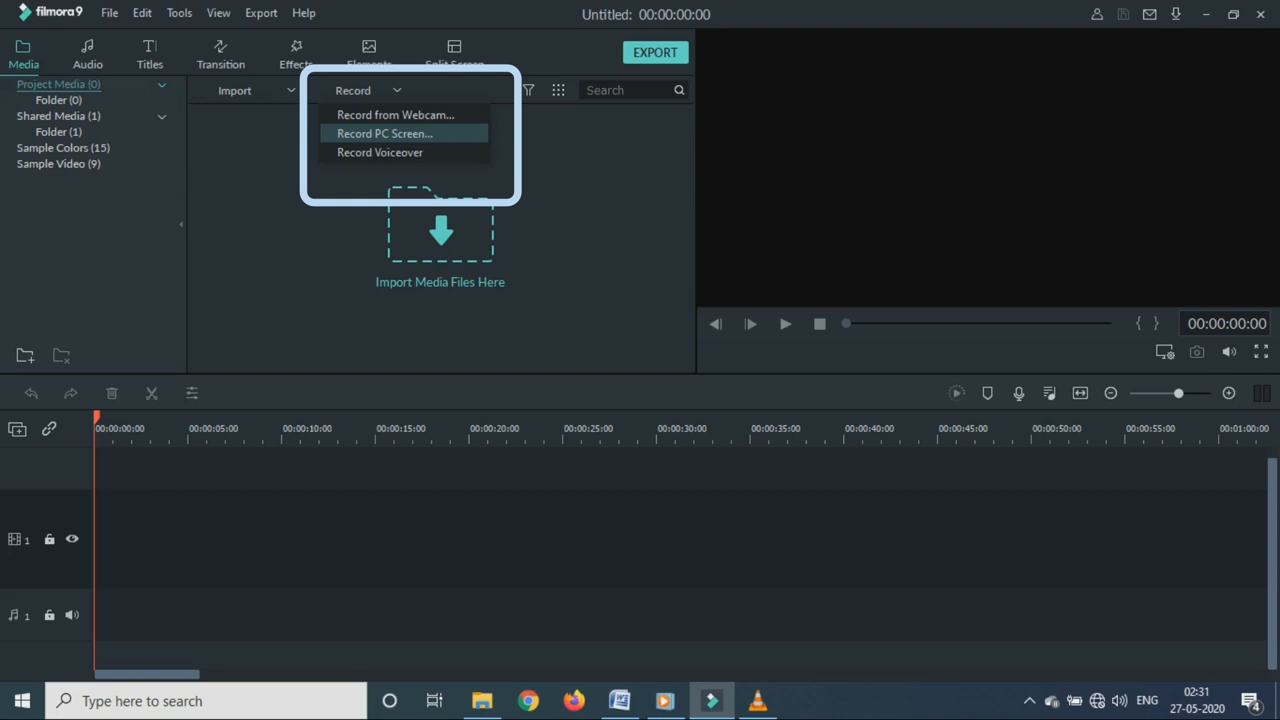 filmora9 File Edit Tools View Export Help Untitled: 00:00:00:00
Media Audio Titles Transition Effects Elements Split Screen EXPORT
Project Media (0)
Folder (0)
Shared Media (1)
Folder (1)
Sample Colors (15)
Sample Video (9)
Import Record Search
Record from Webcam...
Record PC Screen...
Record Voiceover
Import Media Files Here
{ } 00:00:00:00
00:00:00:00 00:00:05:00 00:00:10:00 00:00:15:00 00:00:20:00 00:00:25:00 00:00:30:00 00:00:35:00 00:00:40:00 00:00:45:00 00:00:50:00 00:00:55:00 00:01:00:00
1
1
Type here to search ENG 02:31
27-05-2020 4